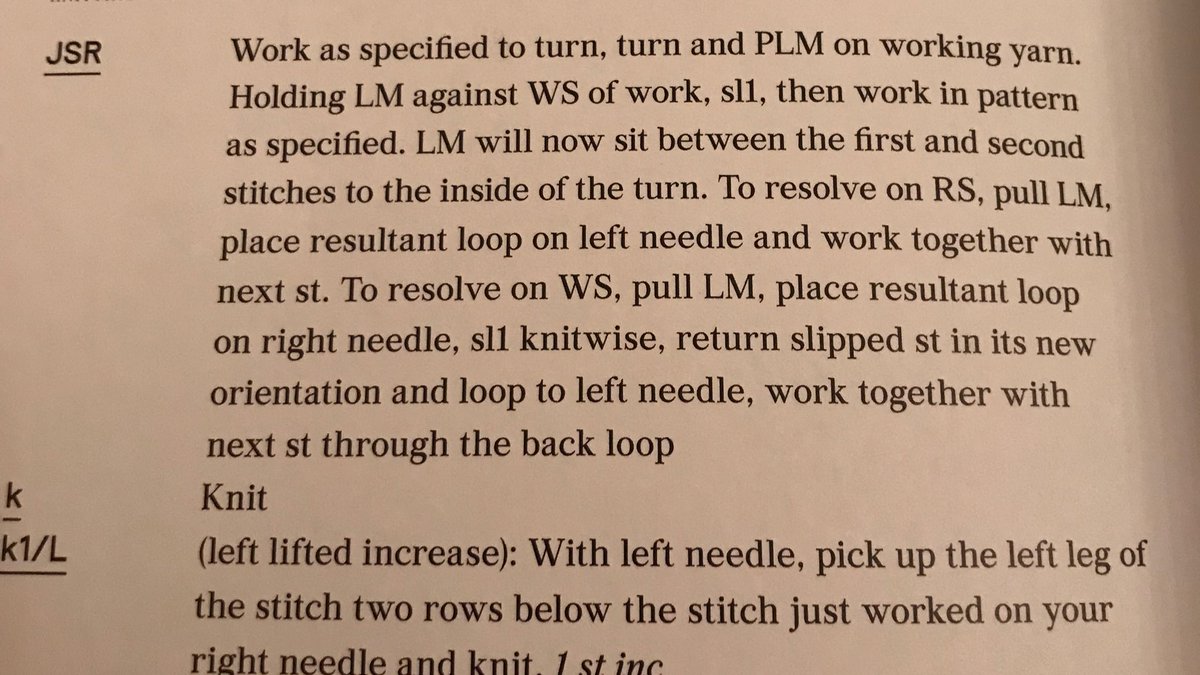 JSR Work as specified to turn, turn and PLM on working yarn.
Holding LM against WS of work, sl1, then work in pattern
as specified. LM will now sit between the first and second
stitches to the inside of the turn. To resolve on RS, pull LM,
place resultant loop on left needle and work together with
next st. To resolve on WS, pull LM, place resultant loop
on right needle, sl1 knitwise, return slipped st in its new
orientation and loop to left needle, work together with
next st through the back loop
k Knit
k1/L (left lifted increase): With left needle, pick up the left leg of
the stitch two rows below the stitch just worked on your
right needle and knit. 1 st inc